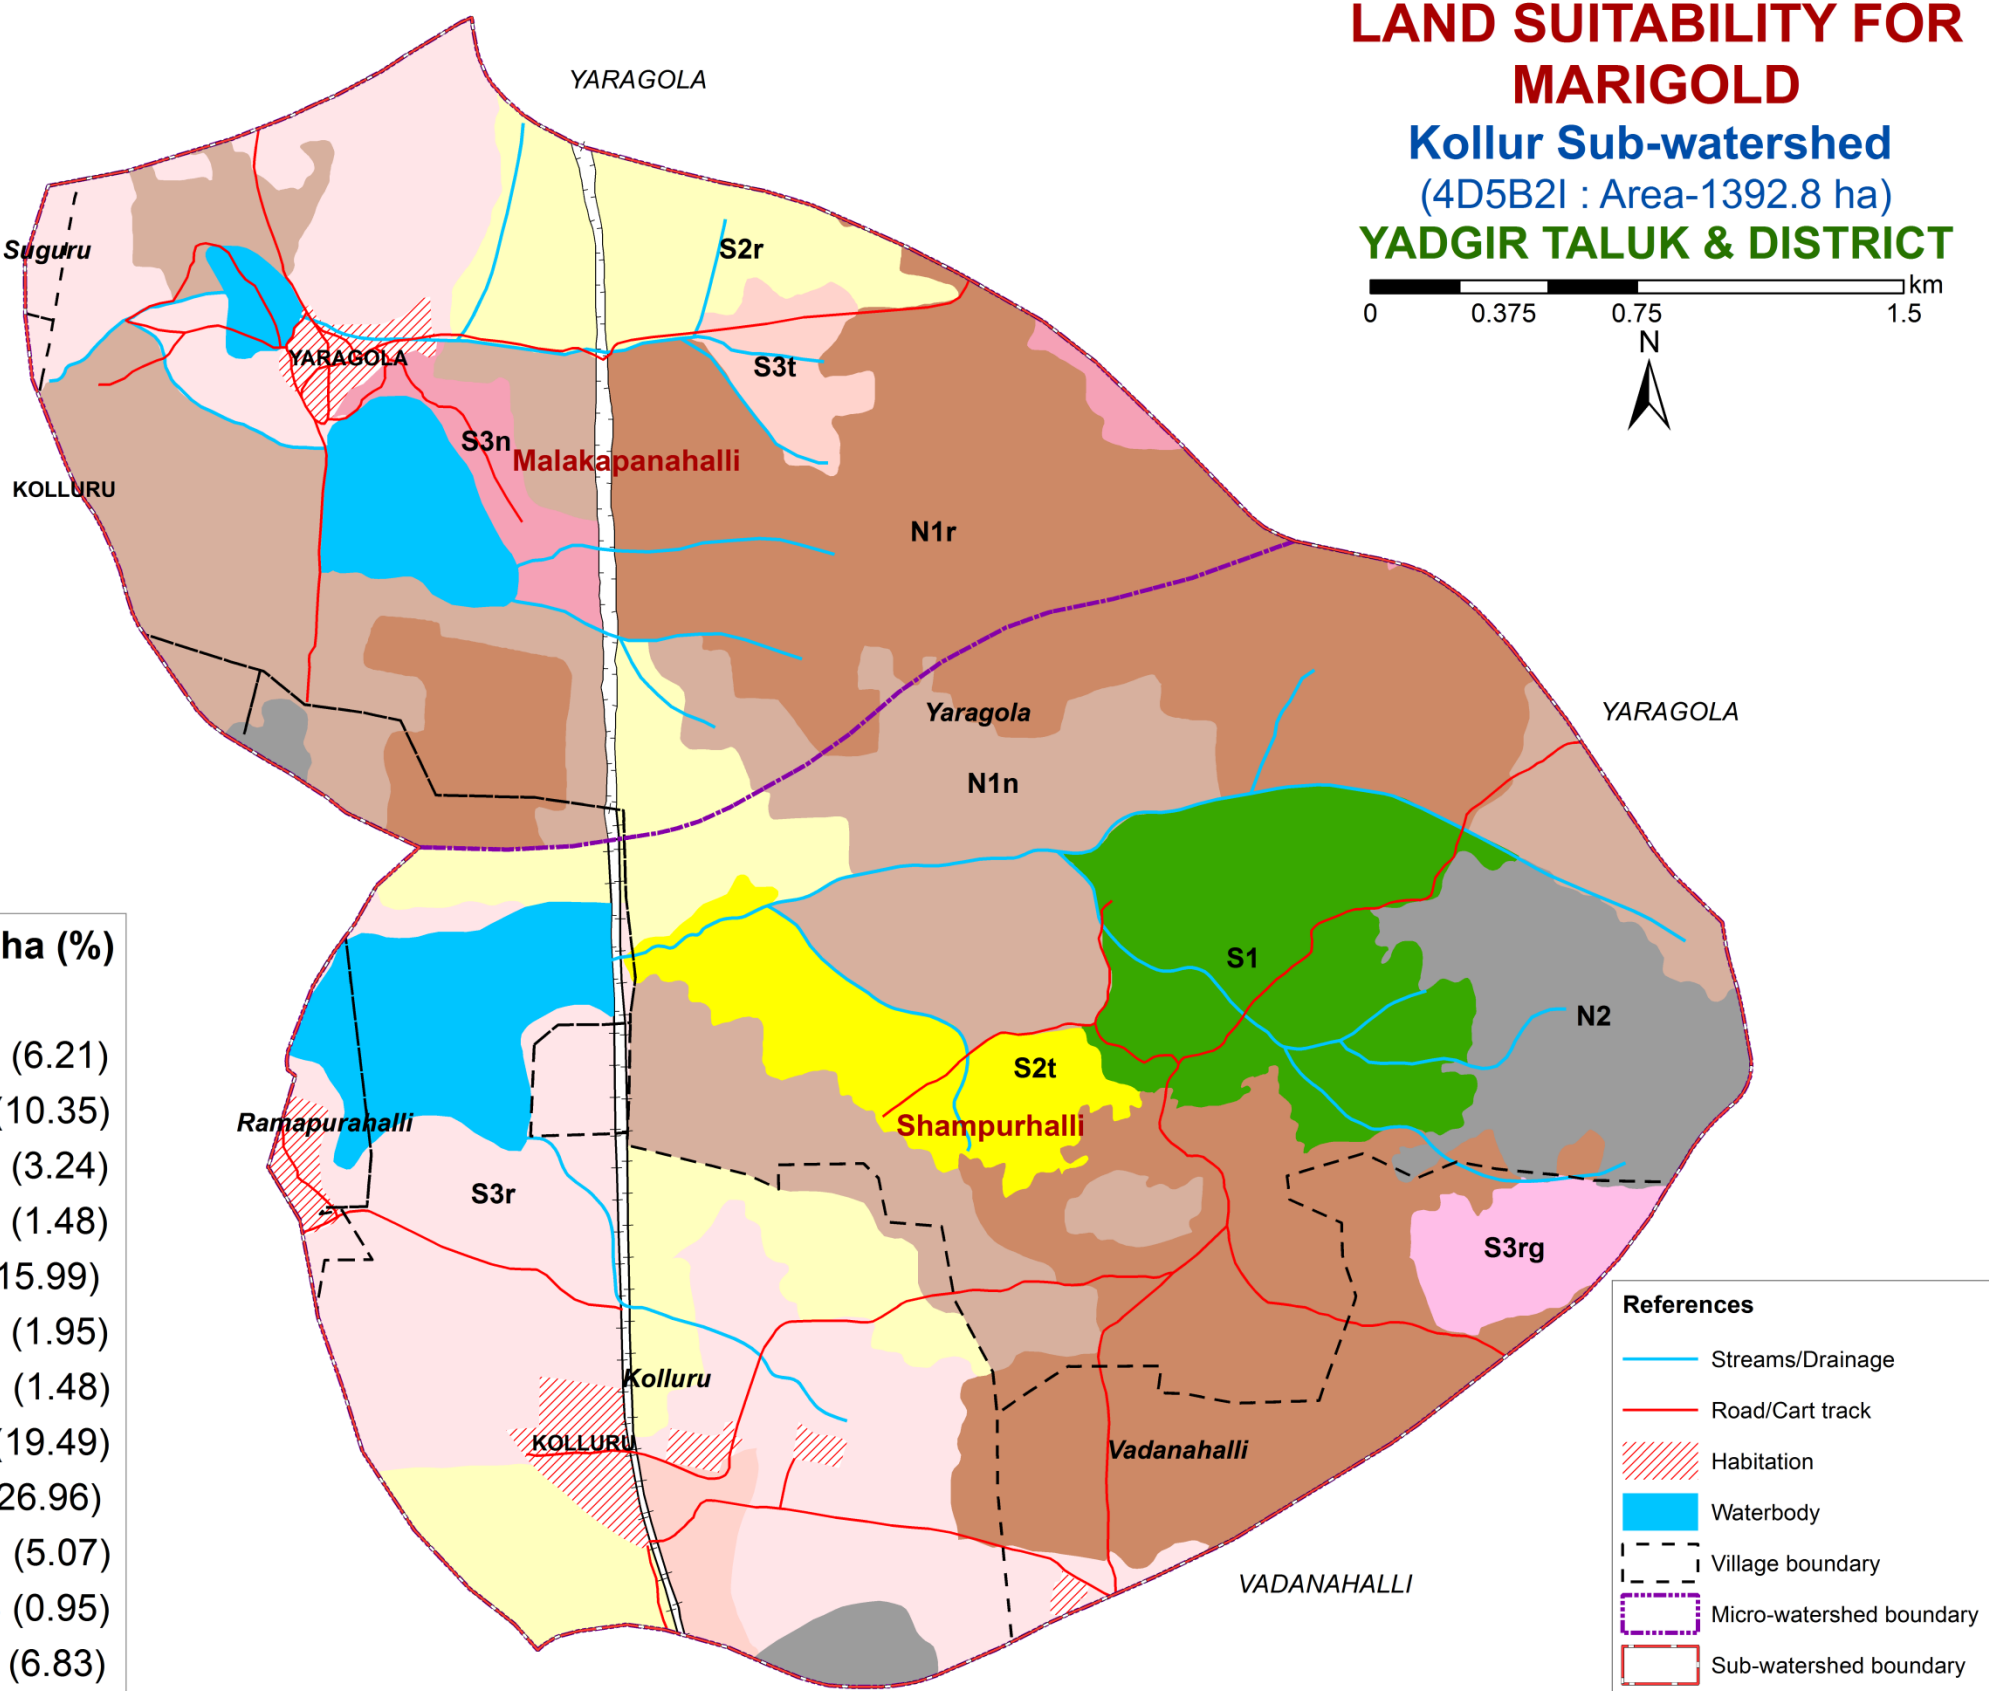 LAND SUITABILITY FOR
MARIGOLD
Kollur Sub-watershed
(4D5B2I : Area-1392.8 ha)
YADGIR TALUK & DISTRICT
km
0 0.375 0.75 1.5
N
YARAGOLA
S2r
Suguru
YARAGOLA
S3t
S3n
Malakapanahalli
KOLLURU
N1r
Yaragola
YARAGOLA
N1n
S1
N2
S2t
Shampurhalli
Ramapurahalli
S3r
S3rg
Kolluru
KOLLURU
Vadanahalli
VADANAHALLI
ha (%)
(6.21)
(10.35)
(3.24)
(1.48)
15.99)
(1.95)
(1.48)
(19.49)
26.96)
(5.07)
(0.95)
(6.83)
References
Streams/Drainage
Road/Cart track
Habitation
Waterbody
Village boundary
Micro-watershed boundary
Sub-watershed boundary